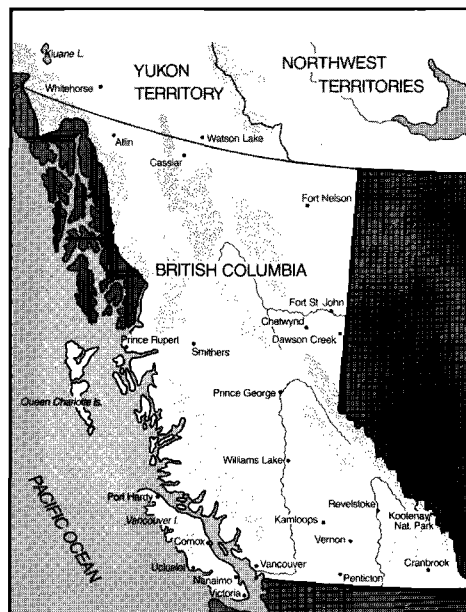 Kluane L.
YUKON
TERRITORY
NORTHWEST
TERRITORIES
Whitehorse
Atlin
Watson Lake
Cassiar
Fort Nelson
BRITISH COLUMBIA
Fort St. John
Chetwynd
Dawson Creek
Prince Rupert
Smithers
Queen Charlotte Is.
Prince George
Williams Lake
PACIFIC OCEAN
Port Hardy
Vancouver I.
Comox
Ucluelet
Nanaimo
Victoria
Vancouver
Revelstoke
Kootenay
Nat. Park
Kamloops
Vernon
Penticton
Cranbrook